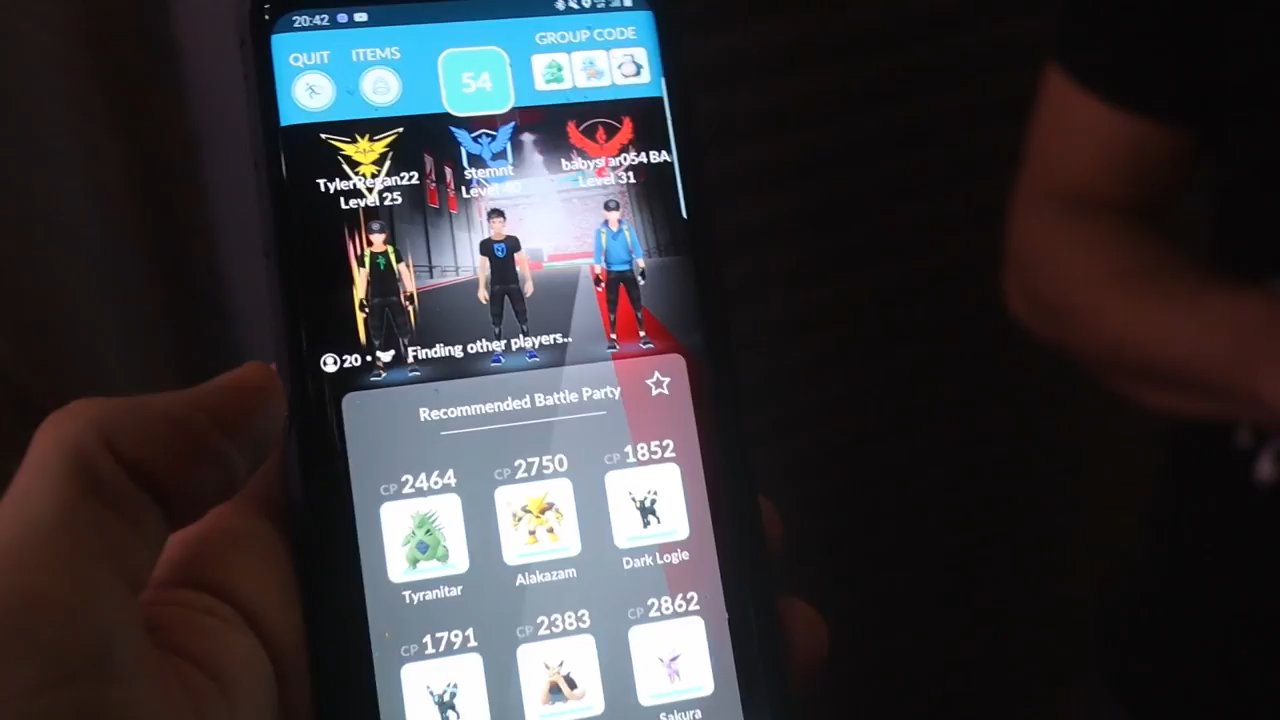 20:42
QUIT
ITEMS
54
GROUP CODE
TylerRegan22
Level 25
stemnt
Level 40
babystar054 BA
Level 31
20 • Finding other players..
Recommended Battle Party
CP 2464
CP 2750
CP 1852
Tyranitar
Alakazam
Dark Logie
CP 1791
CP 2383
CP 2862
Sakura